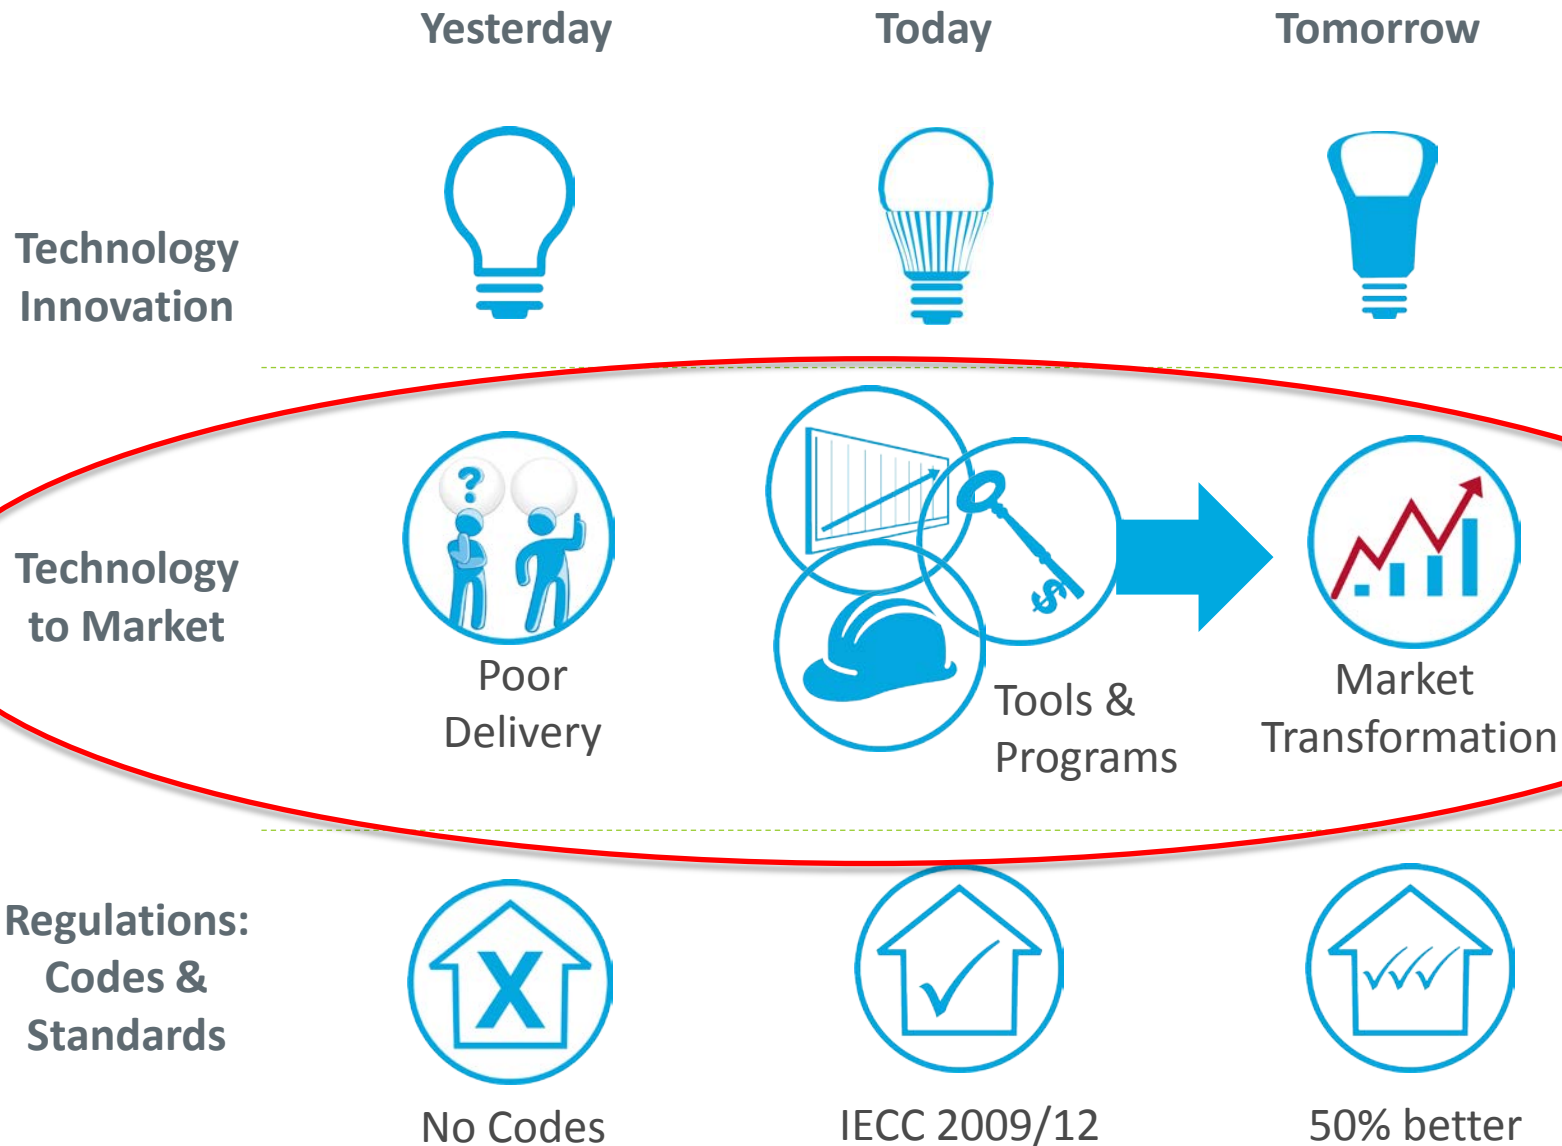 Yesterday
Today
Tomorrow
Technology
Innovation
Technology
to Market
?
$
Poor
Delivery
Tools &
Programs
Market
Transformation
Regulations:
Codes &
Standards
X
No Codes
IECC 2009/12
50% better